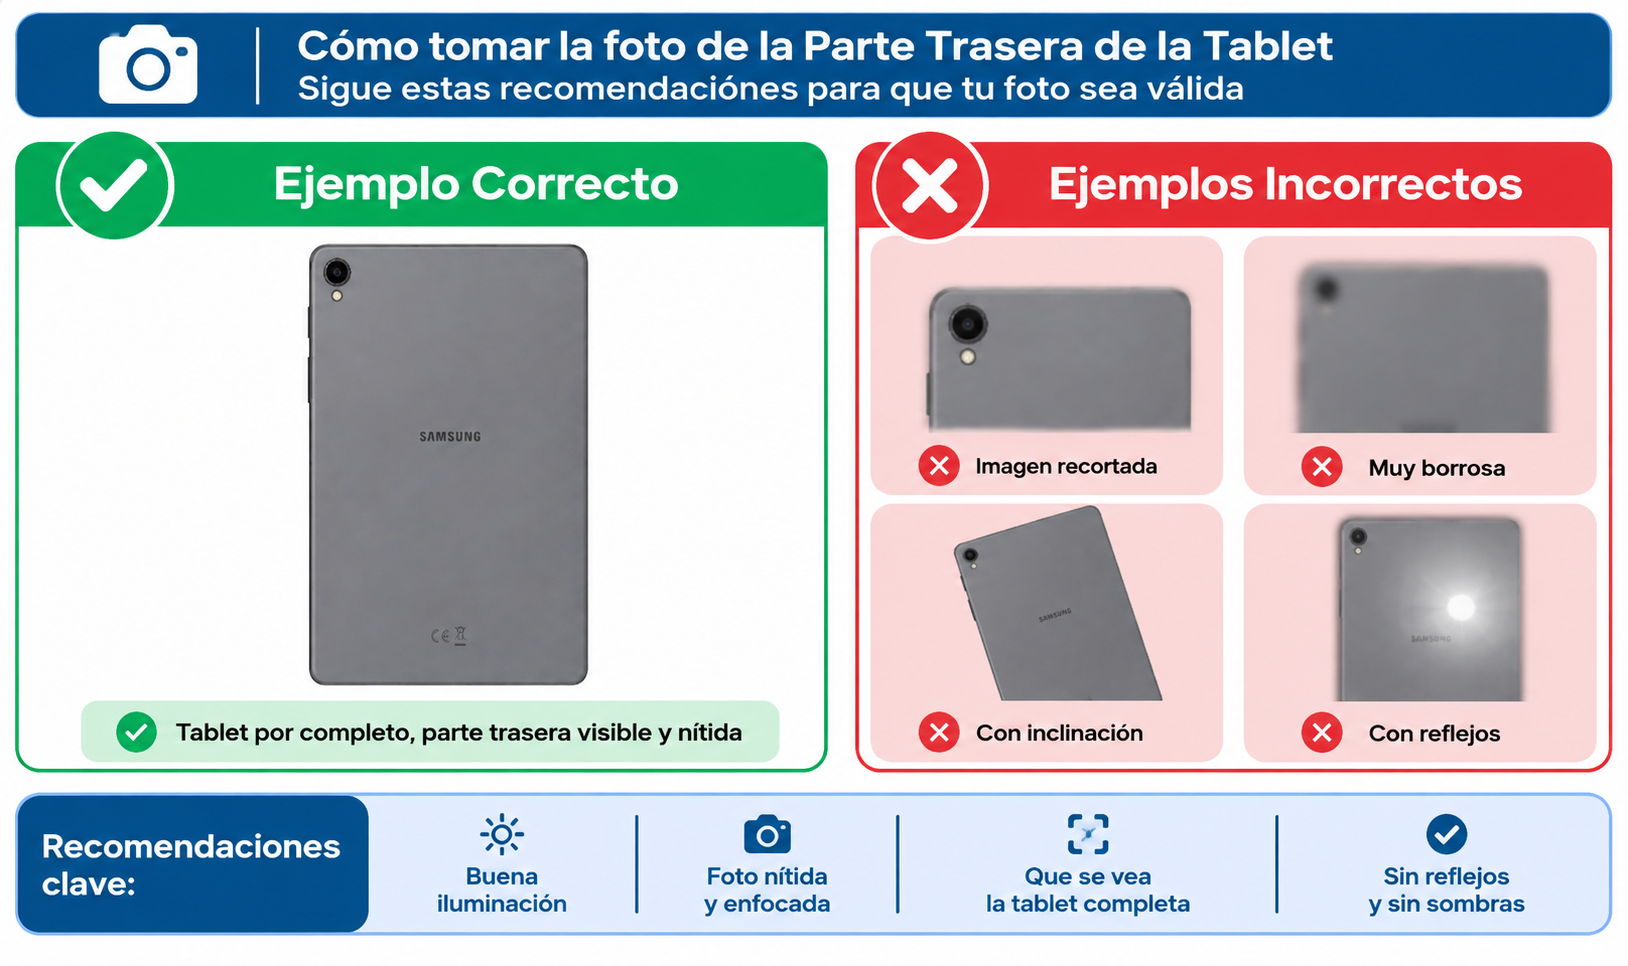 Cómo tomar la foto de la Parte Trasera de la Tablet
Sigue estas recomendaciónes para que tu foto sea válida
Ejemplo Correcto
SAMSUNG
CE
Tablet por completo, parte trasera visible y nítida
Ejemplos Incorrectos
Imagen recortada
Muy borrosa
SAMSUNG
Con inclinación
SAMSUNG
Con reflejos
Recomendaciones
clave:
Buena
iluminación
Foto nítida
y enfocada
Que se vea
la tablet completa
Sin reflejos
y sin sombras